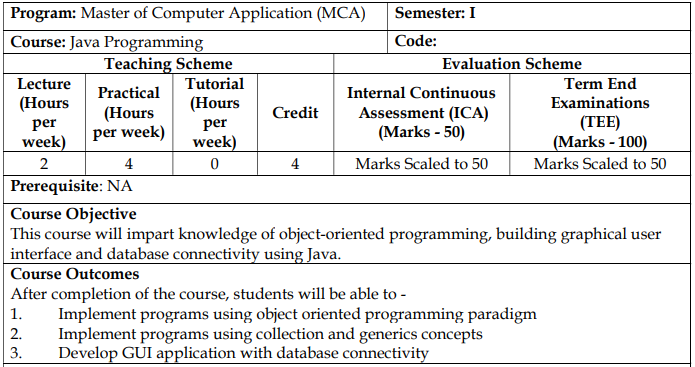 Program: Master of Computer Application (MCA) Semester: I
Course: Java Programming Code:
Teaching Scheme Evaluation Scheme
Lecture (Hours per week)
Practical (Hours per week)
Tutorial (Hours per week)
Credit
Internal Continuous Assessment (ICA) (Marks - 50)
Term End Examinations (TEE) (Marks - 100)
2 4 0 4 Marks Scaled to 50 Marks Scaled to 50
Prerequisite: NA
Course Objective
This course will impart knowledge of object-oriented programming, building graphical user
interface and database connectivity using Java.
Course Outcomes
After completion of the course, students will be able to -
1. Implement programs using object oriented programming paradigm
2. Implement programs using collection and generics concepts
3. Develop GUI application with database connectivity